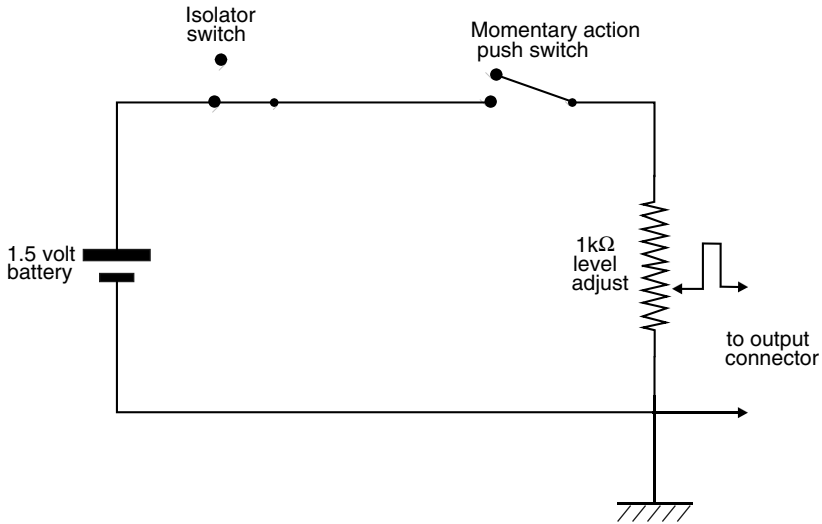 Isolator
switch
Momentary action
push switch
1.5 volt
battery
1kΩ
level
adjust
to output
connector